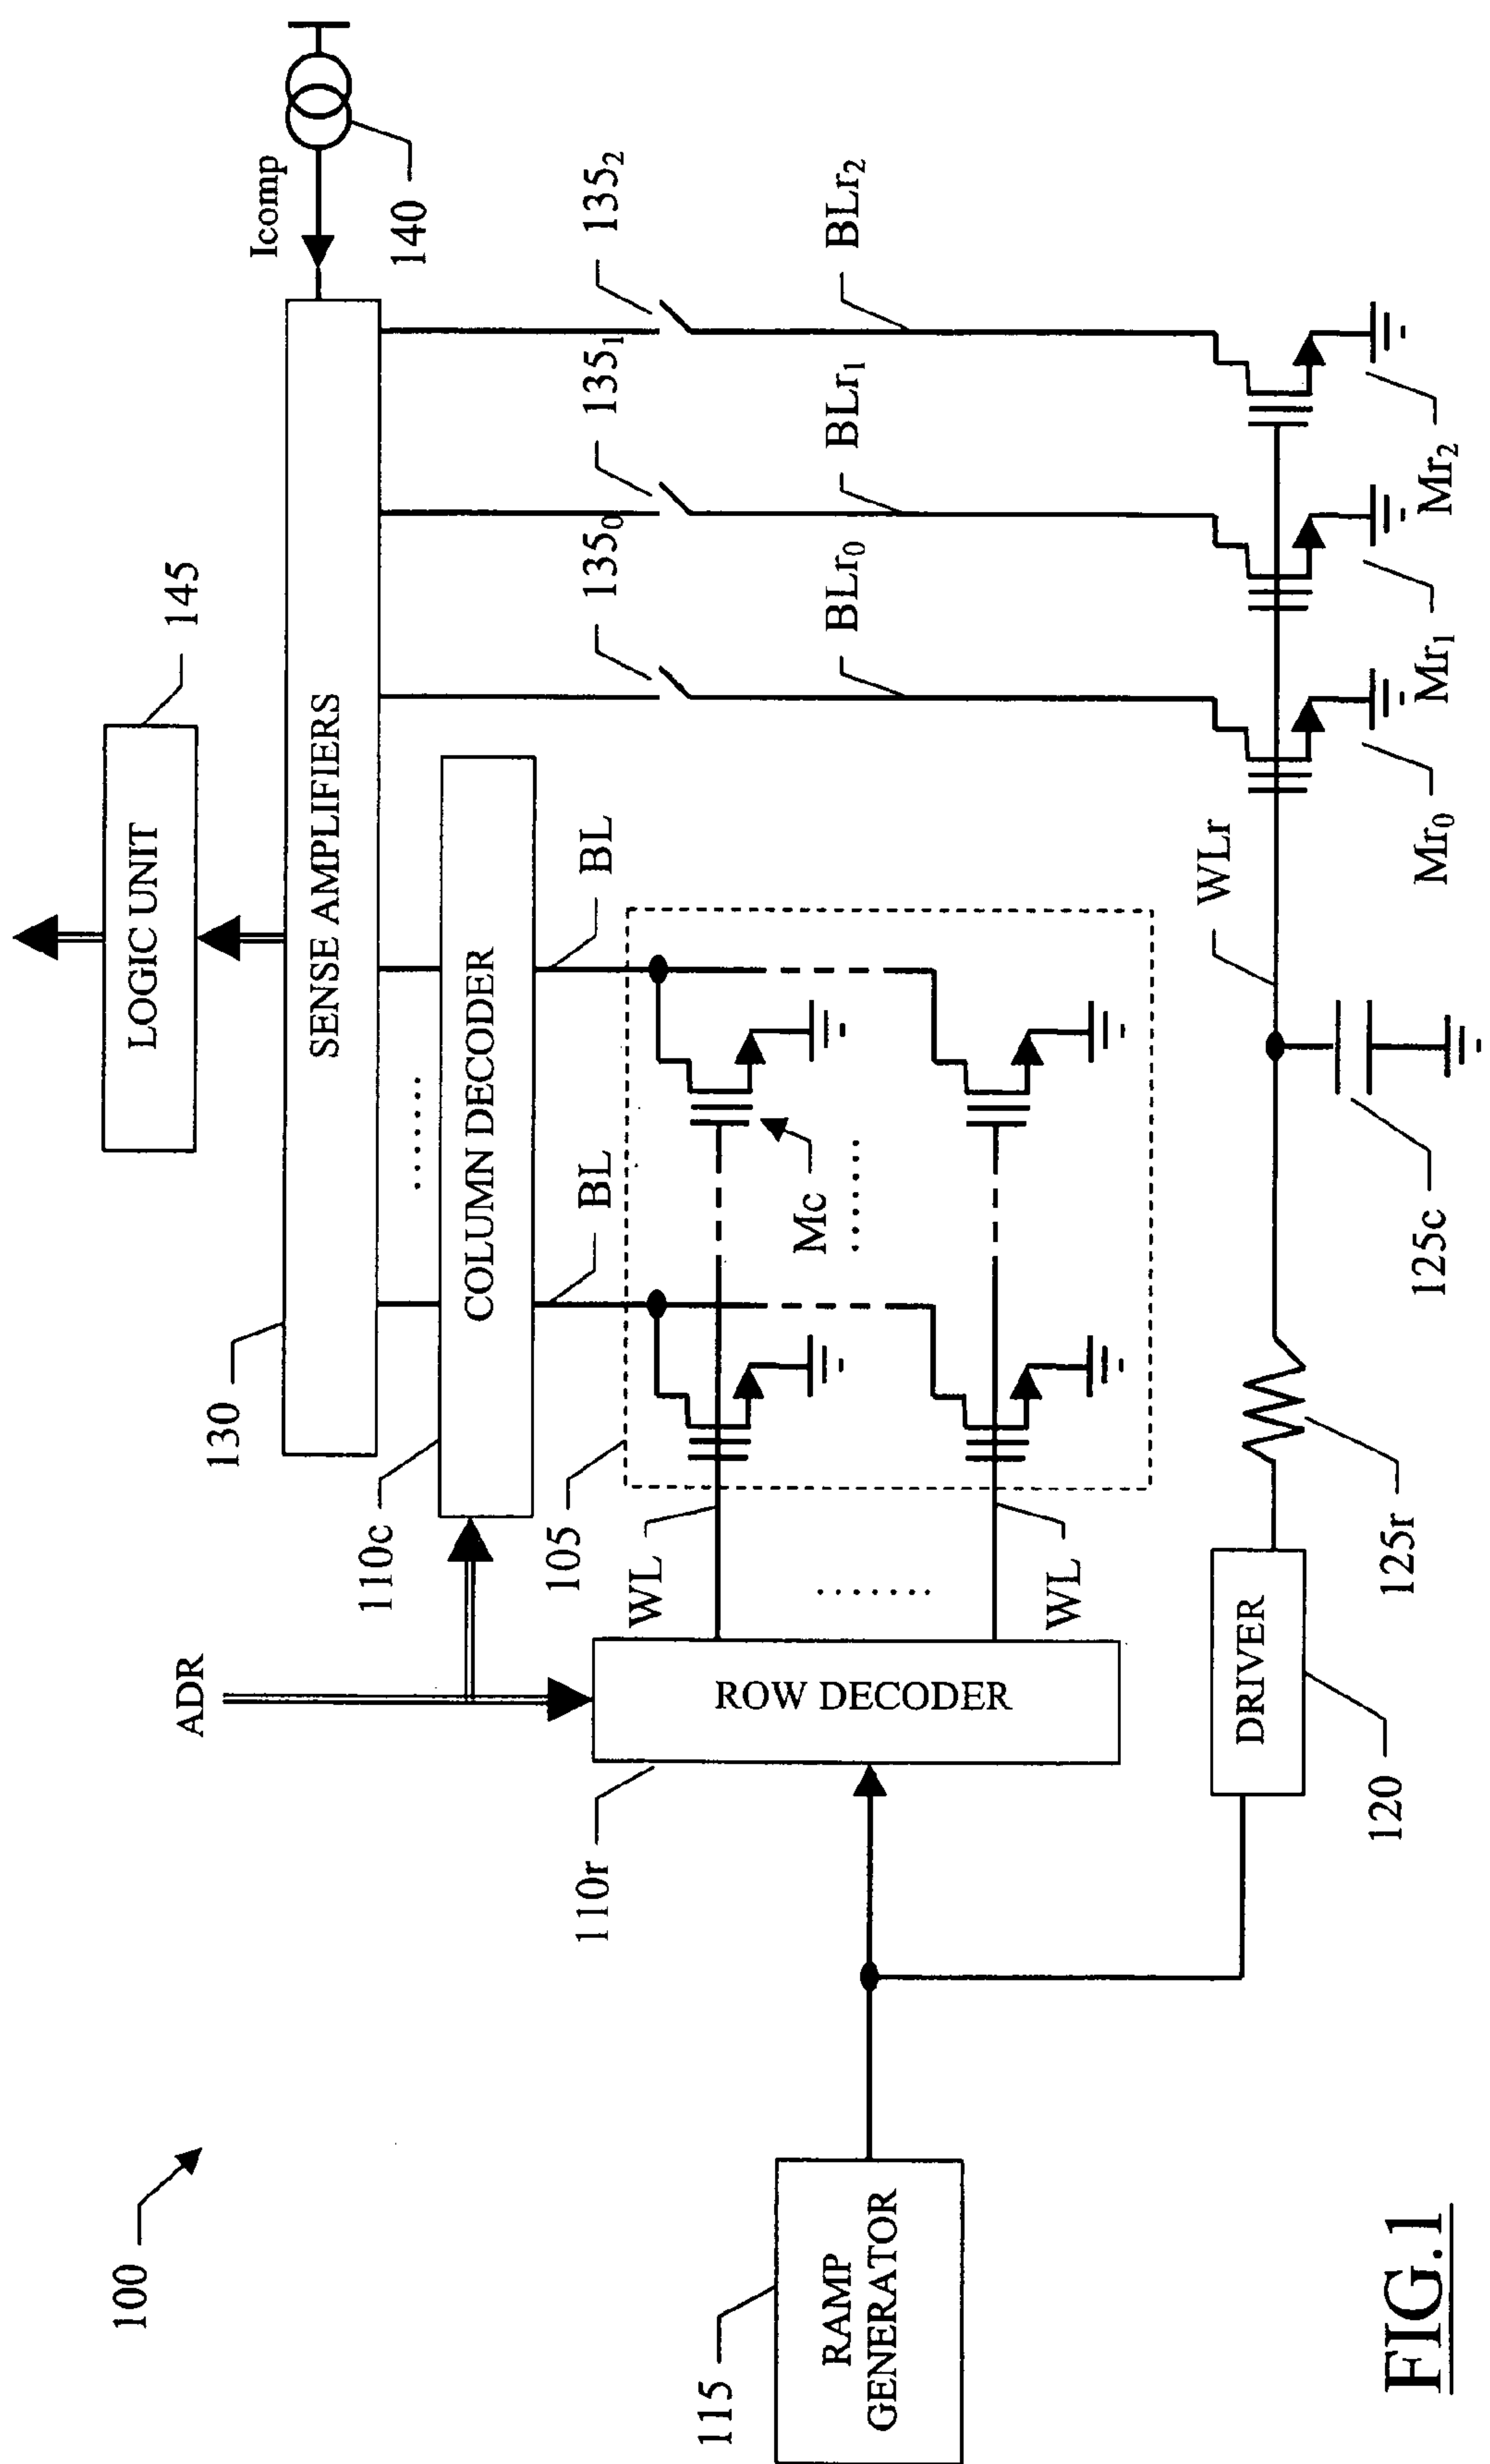 100
115
RAMP
GENERATOR
ADR
110r
ROW DECODER
110c
COLUMN DECODER
130
SENSE AMPLIFIERS
LOGIC UNIT
145
Icomp
140
105
WL
WL
.......
BL
BL
.......
Mc
.......
135₀
135₁
135₂
BLr₀
BLr₁
BLr₂
120
DRIVER
125r
125c
WLr
Mr₀
Mr₁
Mr₂
FIG.1